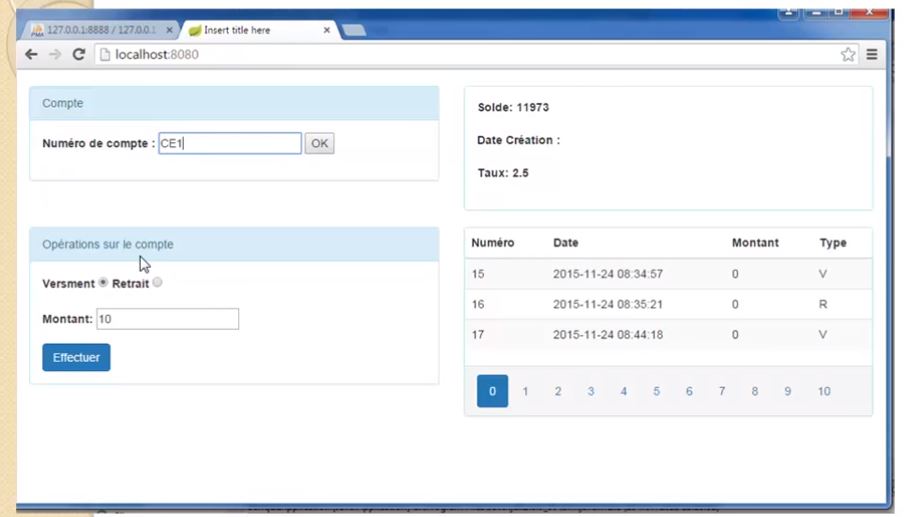 127.0.0.1:8888 / 127.0.0.1
Insert title here
localhost:8080
Compte
Numéro de compte : CE1 OK
Solde: 11973
Date Création :
Taux: 2.5
Opérations sur le compte
Versment Retrait
Montant: 10
Effectuer
Numéro Date Montant Type
15 2015-11-24 08:34:57 0 V
16 2015-11-24 08:35:21 0 R
17 2015-11-24 08:44:18 0 V
0 1 2 3 4 5 6 7 8 9 10